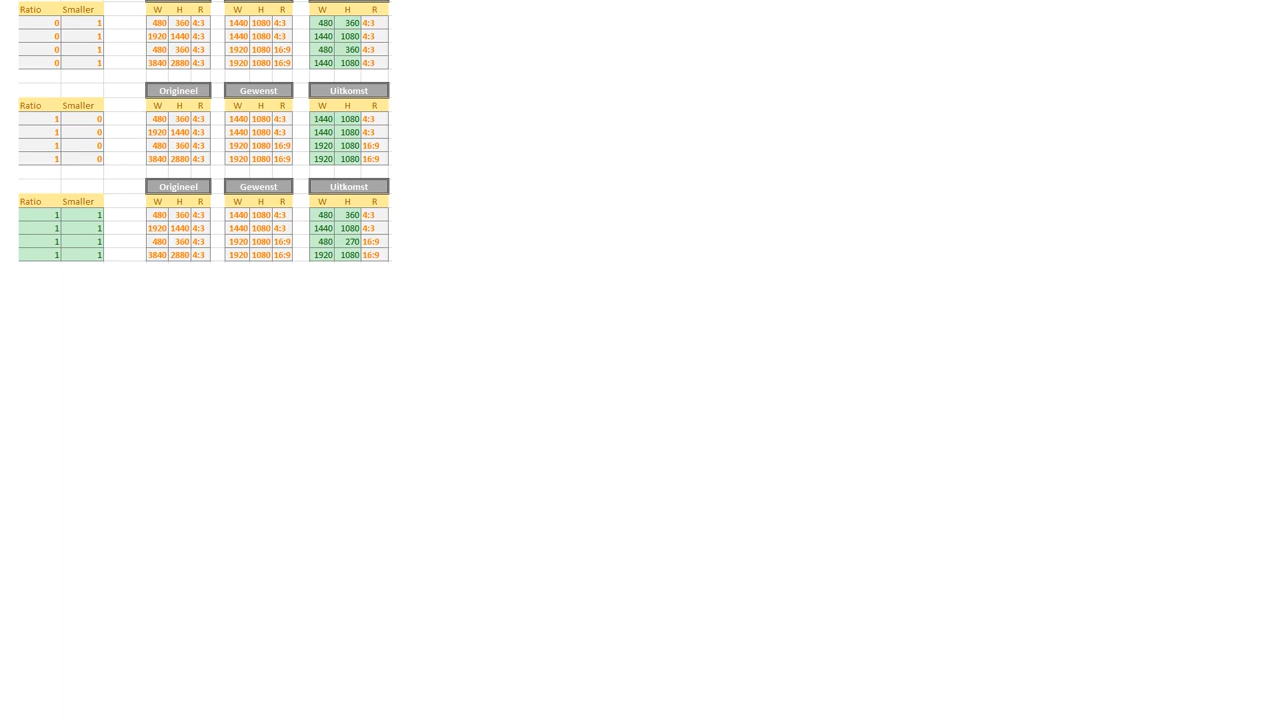 Ratio Smaller W H R W H R W H R
0 1 480 360 4:3 1440 1080 4:3 480 360 4:3
0 1 1920 1440 4:3 1440 1080 4:3 1440 1080 4:3
0 1 480 360 4:3 1920 1080 16:9 480 360 4:3
0 1 3840 2880 4:3 1920 1080 16:9 1440 1080 4:3
Origineel Gewenst Uitkomst
Ratio Smaller W H R W H R W H R
1 0 480 360 4:3 1440 1080 4:3 1440 1080 4:3
1 0 1920 1440 4:3 1440 1080 4:3 1440 1080 4:3
1 0 480 360 4:3 1920 1080 16:9 1920 1080 16:9
1 0 3840 2880 4:3 1920 1080 16:9 1920 1080 16:9
Origineel Gewenst Uitkomst
Ratio Smaller W H R W H R W H R
1 1 480 360 4:3 1440 1080 4:3 480 360 4:3
1 1 1920 1440 4:3 1440 1080 4:3 1440 1080 4:3
1 1 480 360 4:3 1920 1080 16:9 480 270 16:9
1 1 3840 2880 4:3 1920 1080 16:9 1920 1080 16:9